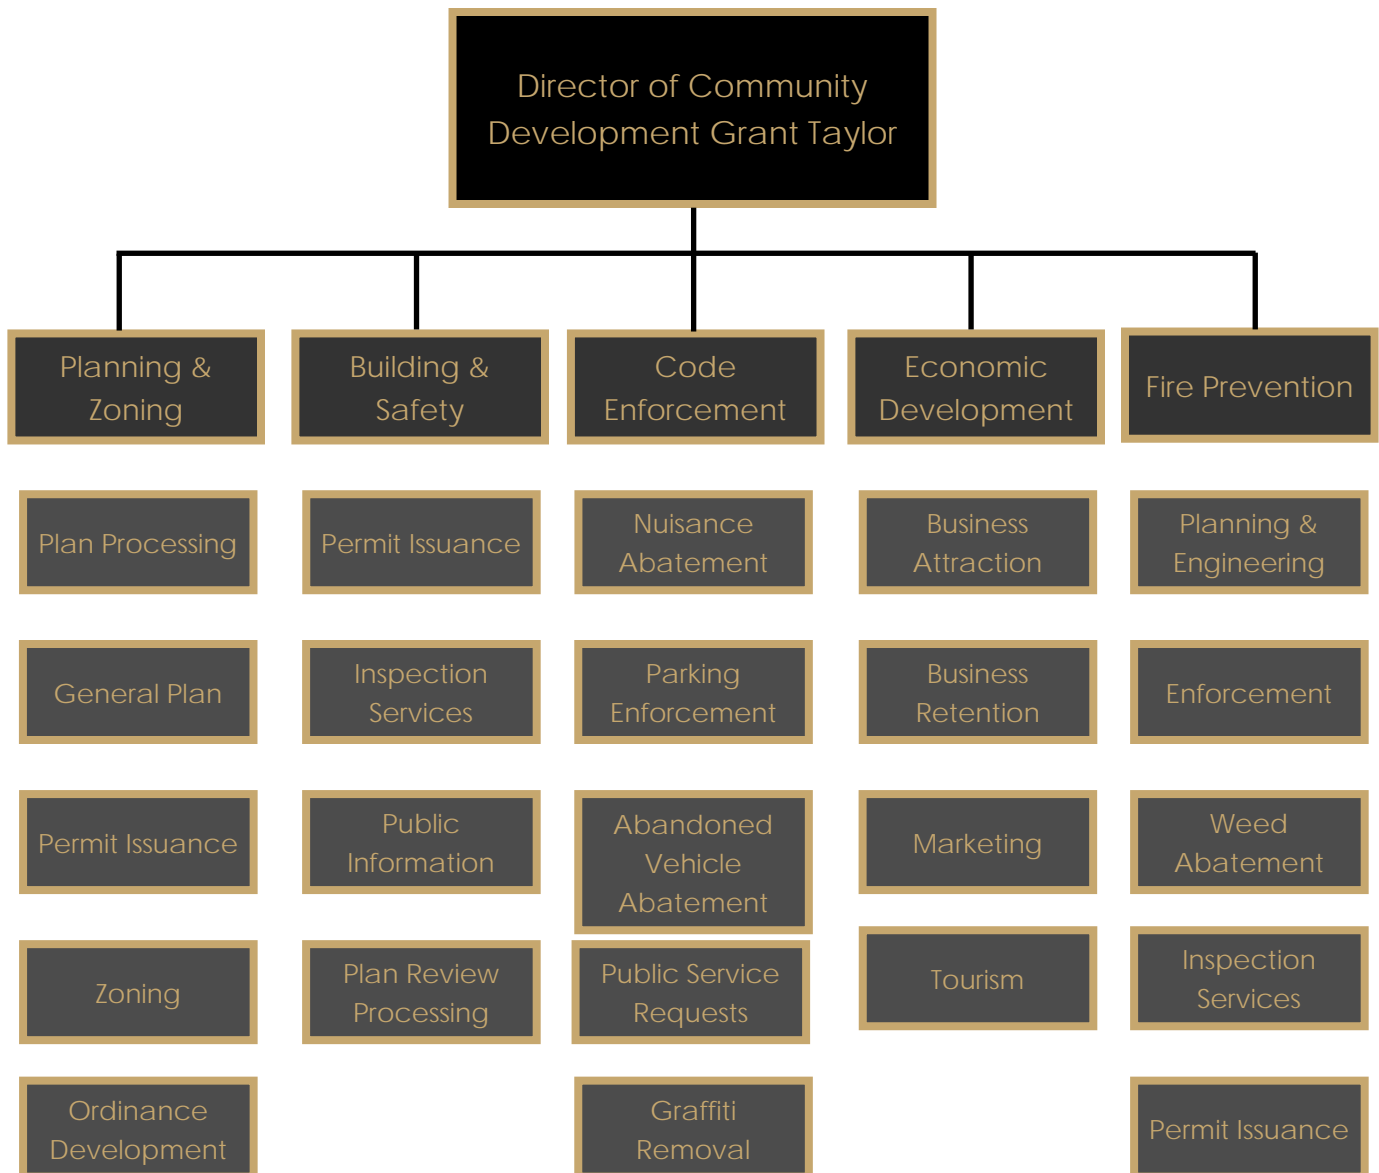 Director of Community
Development Grant Taylor
Planning &
Zoning
Building &
Safety
Code
Enforcement
Economic
Development
Fire Prevention
Plan Processing
Permit Issuance
Nuisance
Abatement
Business
Attraction
Planning &
Engineering
General Plan
Inspection
Services
Parking
Enforcement
Business
Retention
Enforcement
Permit Issuance
Public
Information
Abandoned
Vehicle
Abatement
Marketing
Weed
Abatement
Zoning
Plan Review
Processing
Public Service
Requests
Tourism
Inspection
Services
Ordinance
Development
Graffiti
Removal
Permit Issuance